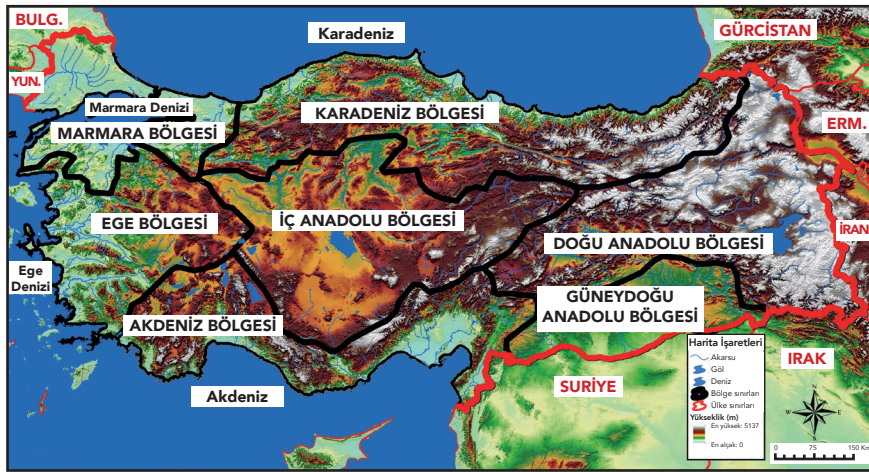 BULG.
Karadeniz
GÜRCİSTAN
YUN.
Marmara Denizi
KARADENİZ BÖLGESİ
MARMARA BÖLGESİ
ERM.
EGE BÖLGESİ
İÇ ANADOLU BÖLGESİ
İRAN
DOĞU ANADOLU BÖLGESİ
Ege
Denizi
GÜNEYDOĞU
ANADOLU BÖLGESİ
AKDENİZ BÖLGESİ
Akdeniz
SURİYE
IRAK
Harita İşaretleri
Akarsu
Göl
Deniz
Bölge sınırları
Ülke sınırları
Yükseklik (m)
En yüksek: 5137
En alçak: 0
N
W
E
S
0 75 150 Km